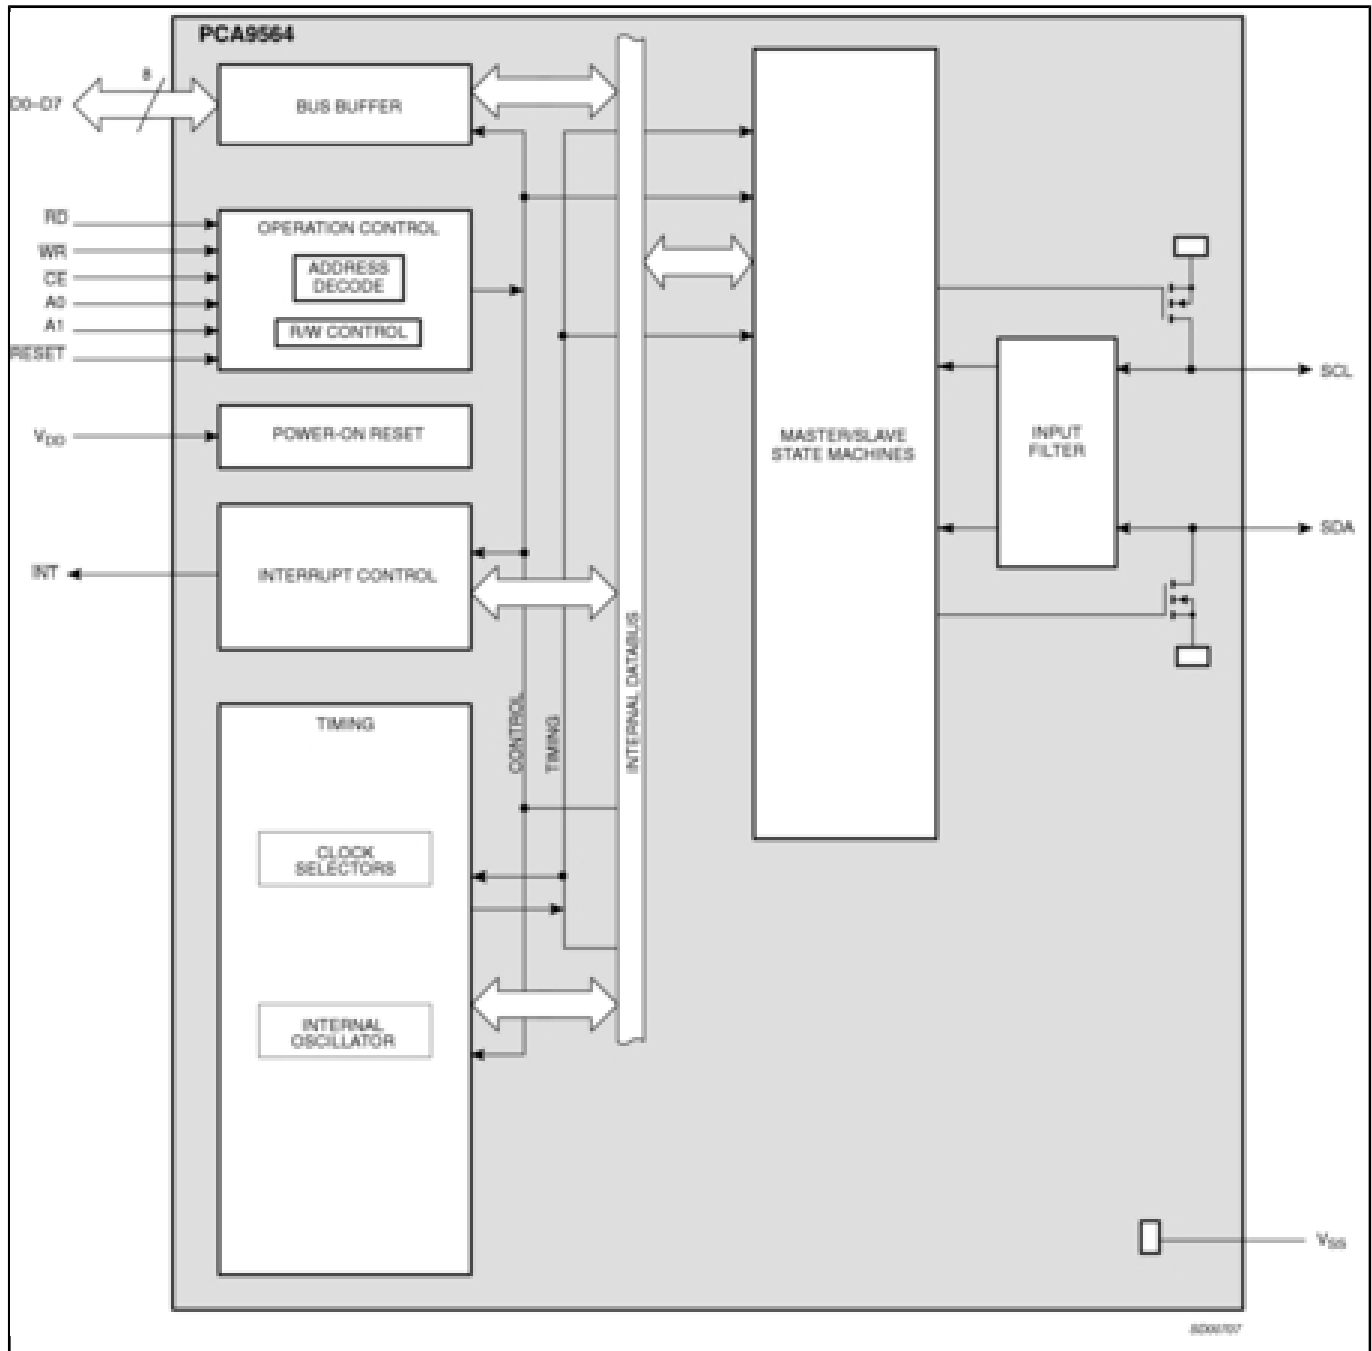 PCA9564
8
D0–D7
BUS BUFFER
RD
WR
CE
A0
A1
RESET
OPERATION CONTROL
ADDRESS
DECODE
R/W CONTROL
VDD
POWER-ON RESET
INT
INTERRUPT CONTROL
TIMING
CLOCK
SELECTORS
INTERNAL
OSCILLATOR
CONTROL
TIMING
INTERNAL DATABUS
MASTER/SLAVE
STATE MACHINES
INPUT
FILTER
SCL
SDA
VSS